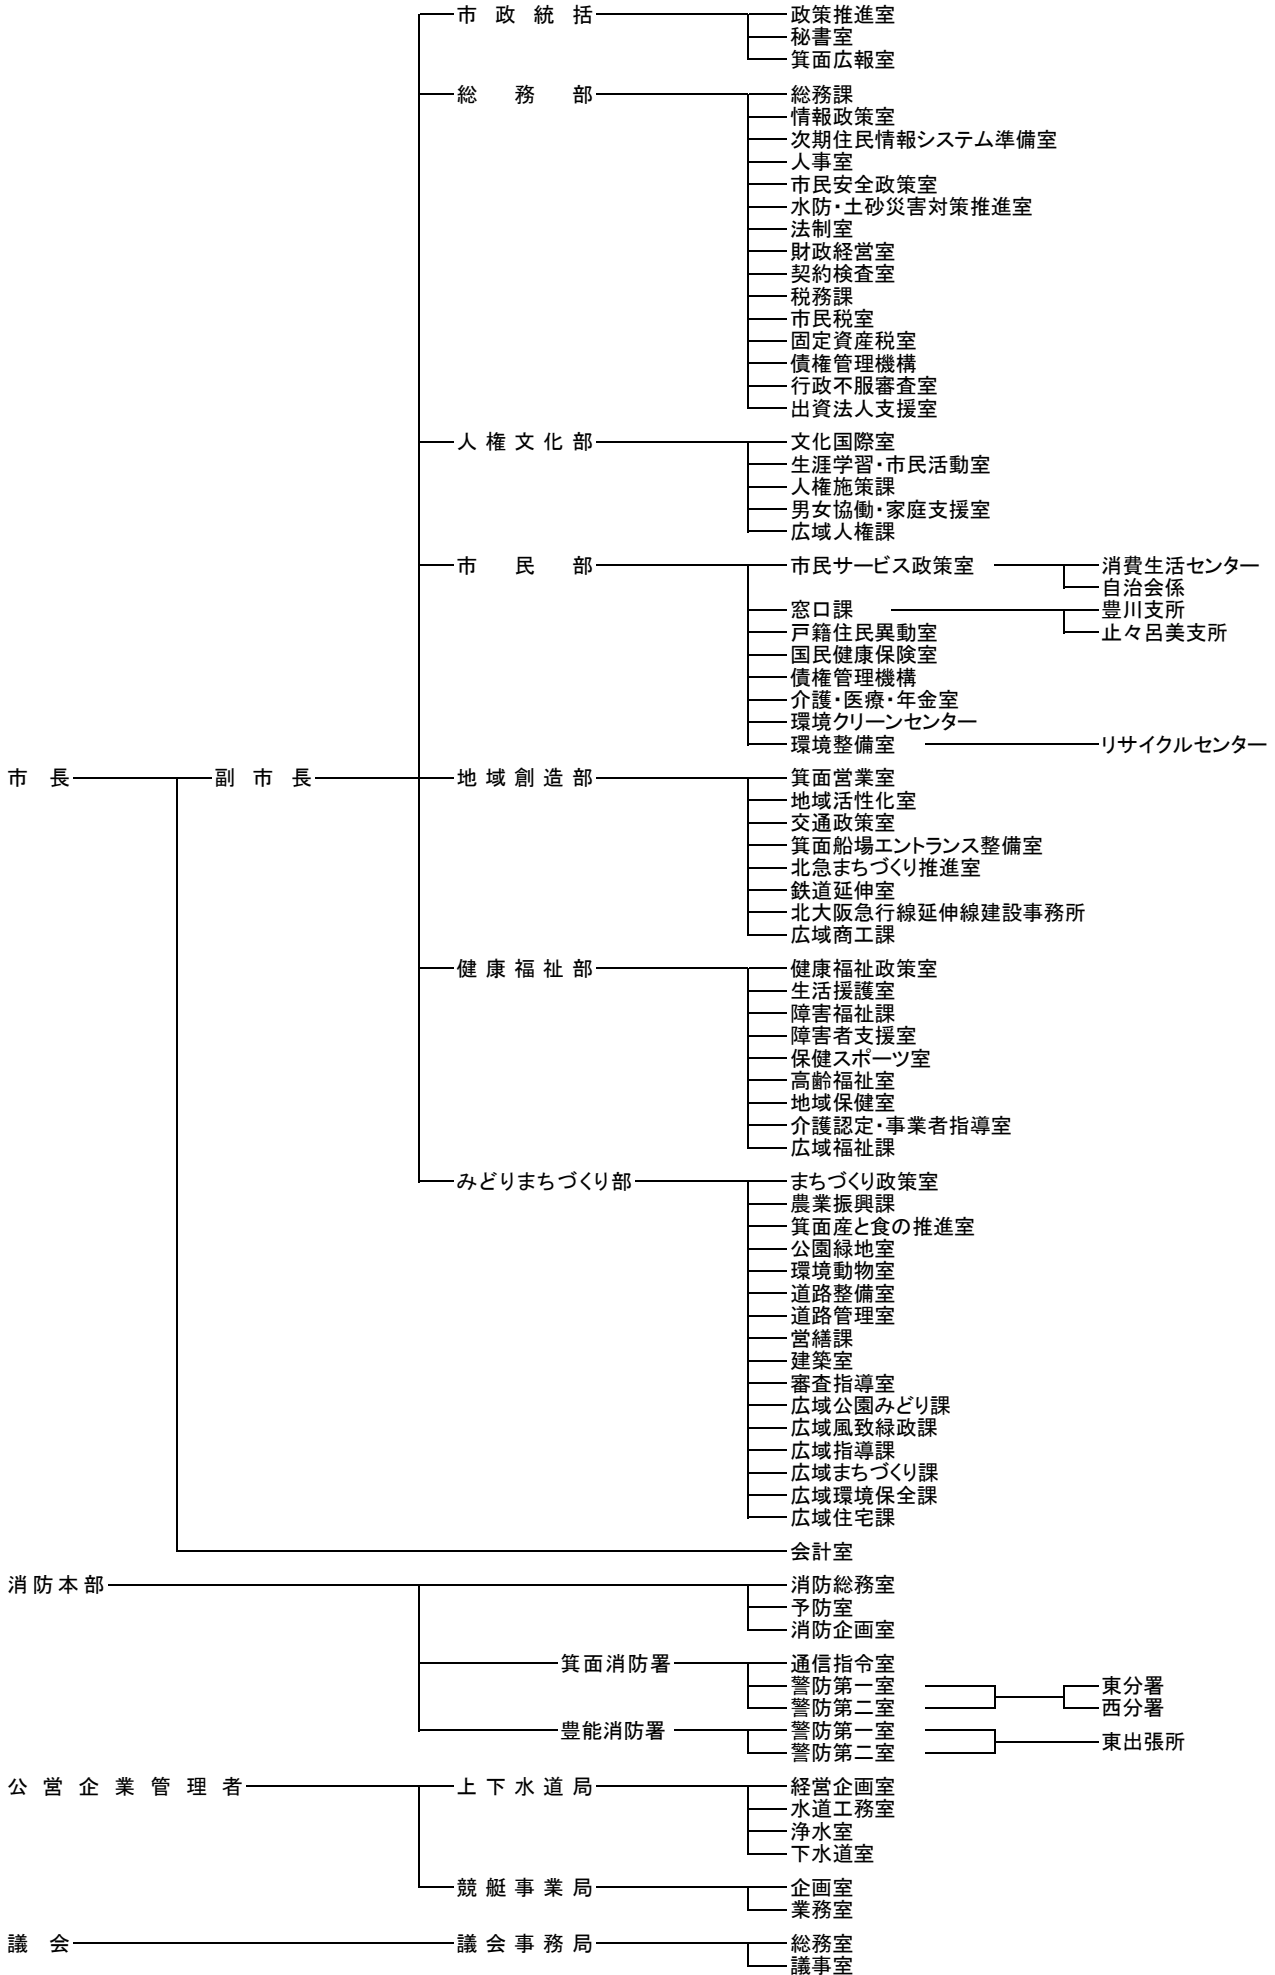 市政統括 政策推進室
秘書室
箕面広報室
総務部 総務課
情報政策室
次期住民情報システム準備室
人事室
市民安全政策室
水防・土砂災害対策推進室
法制室
財政経営室
契約検査室
税務課
市民税室
固定資産税室
債権管理機構
行政不服審査室
出資法人支援室
人権文化部 文化国際室
生涯学習・市民活動室
人権施策課
男女協働・家庭支援室
広域人権課
市民部 市民サービス政策室 消費生活センター
自治会係
窓口課 豊川支所
戸籍住民異動室 止々呂美支所
国民健康保険室
債権管理機構
介護・医療・年金室
環境クリーンセンター
環境整備室 リサイクルセンター
市長 副市長 地域創造部 箕面営業室
地域活性化室
交通政策室
箕面船場エントランス整備室
北急まちづくり推進室
鉄道延伸室
北大阪急行線延伸線建設事務所
広域商工課
健康福祉部 健康福祉政策室
生活援護室
障害福祉課
障害者支援室
保健スポーツ室
高齢福祉室
地域保健室
介護認定・事業者指導室
広域福祉課
みどりまちづくり部 まちづくり政策室
農業振興課
箕面産と食の推進室
公園緑地室
環境動物室
道路整備室
道路管理室
営繕課
建築室
審査指導室
広域公園みどり課
広域風致緑政課
広域指導課
広域まちづくり課
広域環境保全課
広域住宅課
会計室
消防本部 消防総務室
予防室
消防企画室
箕面消防署 通信指令室
警防第一室 東分署
警防第二室 西分署
豊能消防署 警防第一室
東出張所
警防第二室
公営企業管理者 上下水道局 経営企画室
水道工務室
浄水室
下水道室
競艇事業局 企画室
業務室
議会 議会事務局 総務室
議事室